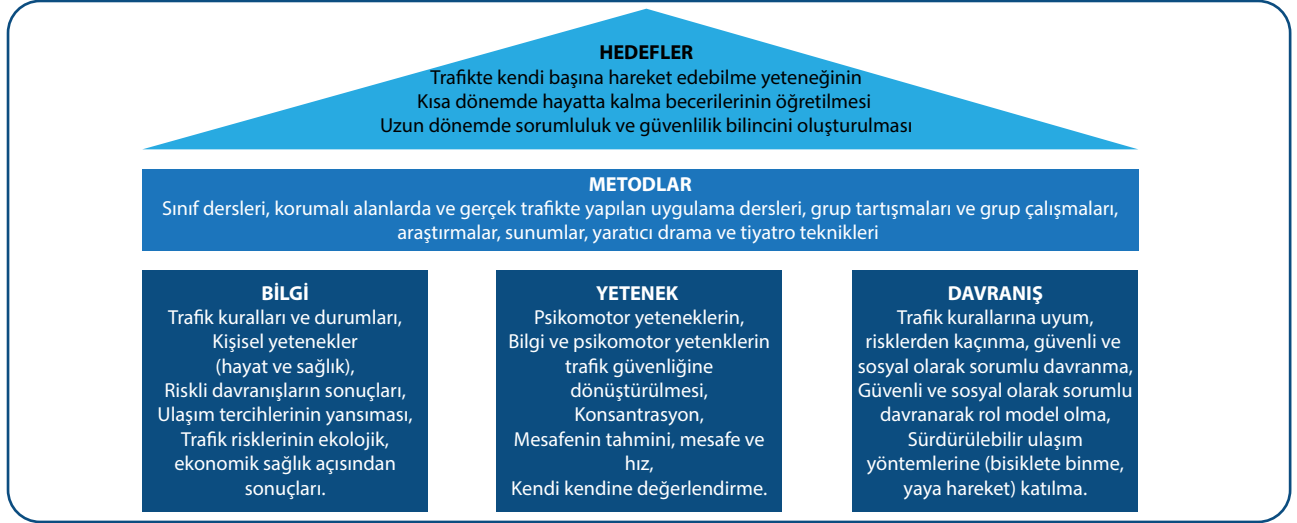 HEDEFLER
Trafikte kendi başına hareket edebilme yeteneğinin
Kısa dönemde hayatta kalma becerilerinin öğretilmesi
Uzun dönemde sorumluluk ve güvenlilik bilincini oluşturulması
METODLAR
Sınıf dersleri, korumalı alanlarda ve gerçek trafikte yapılan uygulama dersleri, grup tartışmaları ve grup çalışmaları,
araştırmalar, sunumlar, yaratıcı drama ve tiyatro teknikleri
BİLGİ
Trafik kuralları ve durumları,
Kişisel yetenekler
(hayat ve sağlık),
Riskli davranışların sonuçları,
Ulaşım tercihlerinin yansıması,
Trafik risklerinin ekolojik,
ekonomik sağlık açısından
sonuçları.
YETENEK
Psikomotor yeteneklerin,
Bilgi ve psikomotor yetenklerin
trafik güvenliğine
dönüştürülmesi,
Konsantrasyon,
Mesafenin tahmini, mesafe ve
hız,
Kendi kendine değerlendirme.
DAVRANIŞ
Trafik kurallarına uyum,
risklerden kaçınma, güvenli ve
sosyal olarak sorumlu davranma,
Güvenli ve sosyal olarak sorumlu
davranarak rol model olma,
Sürdürülebilir ulaşım
yöntemlerine (bisiklete binme,
yaya hareket) katılma.